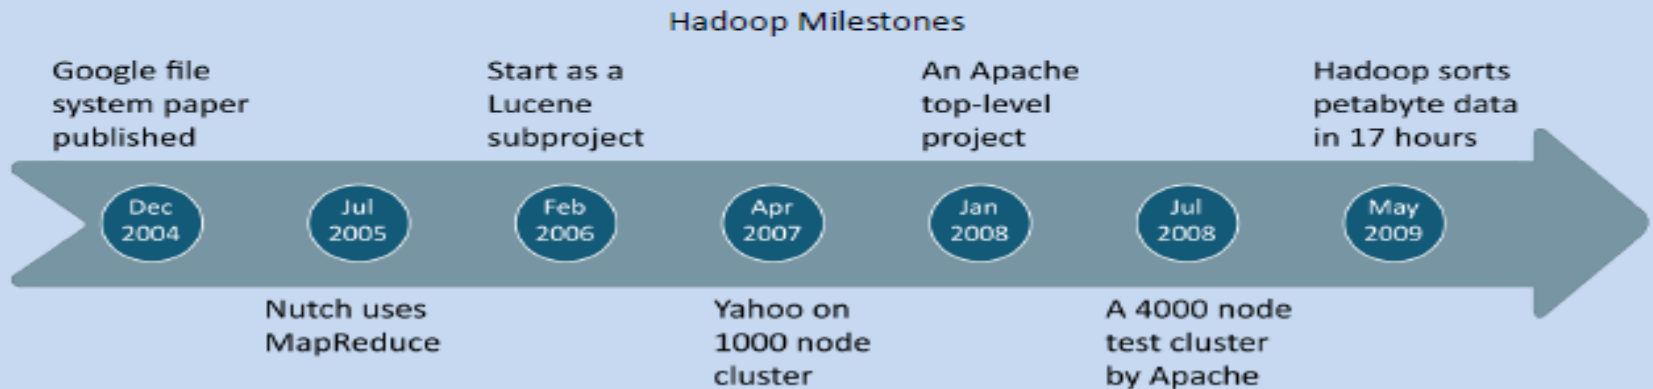 Hadoop Milestones
Google file
system paper
published
Start as a
Lucene
subproject
An Apache
top-level
project
Hadoop sorts
petabyte data
in 17 hours
Dec
2004
Jul
2005
Feb
2006
Apr
2007
Jan
2008
Jul
2008
May
2009
Nutch uses
MapReduce
Yahoo on
1000 node
cluster
A 4000 node
test cluster
by Apache